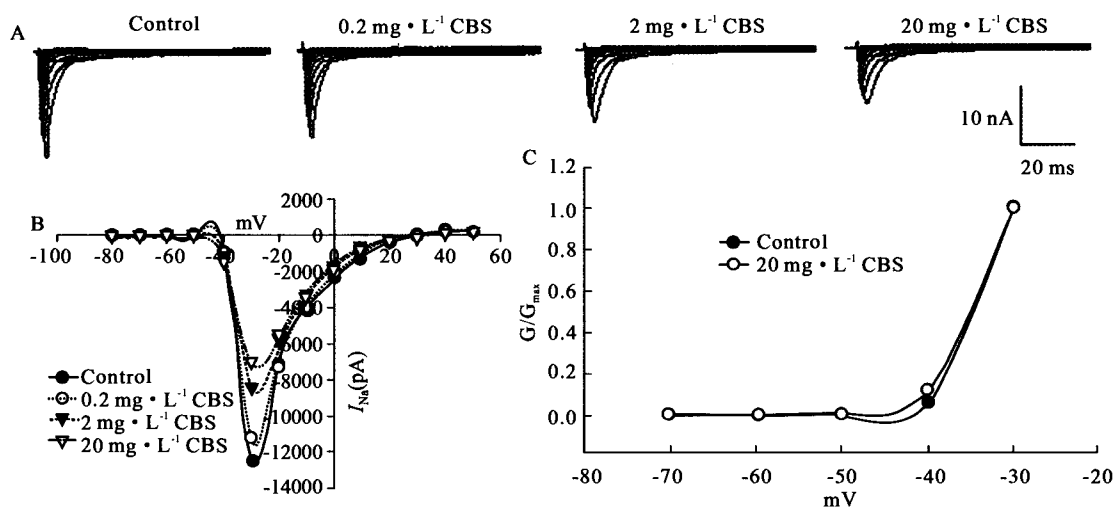 A
Control
0.2 mg • L⁻¹ CBS
2 mg • L⁻¹ CBS
20 mg • L⁻¹ CBS
10 nA
20 ms
B
mV
2000
0
-2000
-4000
-6000
-8000
-10000
-12000
-14000
-100 -80 -60 -40 -20 0 20 40 60
I_Na(pA)
Control
0.2 mg • L⁻¹ CBS
2 mg • L⁻¹ CBS
20 mg • L⁻¹ CBS
C
1.2
1.0
0.8
0.6
0.4
0.2
0.0
G/G_max
Control
20 mg • L⁻¹ CBS
-80 -70 -60 -50 -40 -30 -20
mV